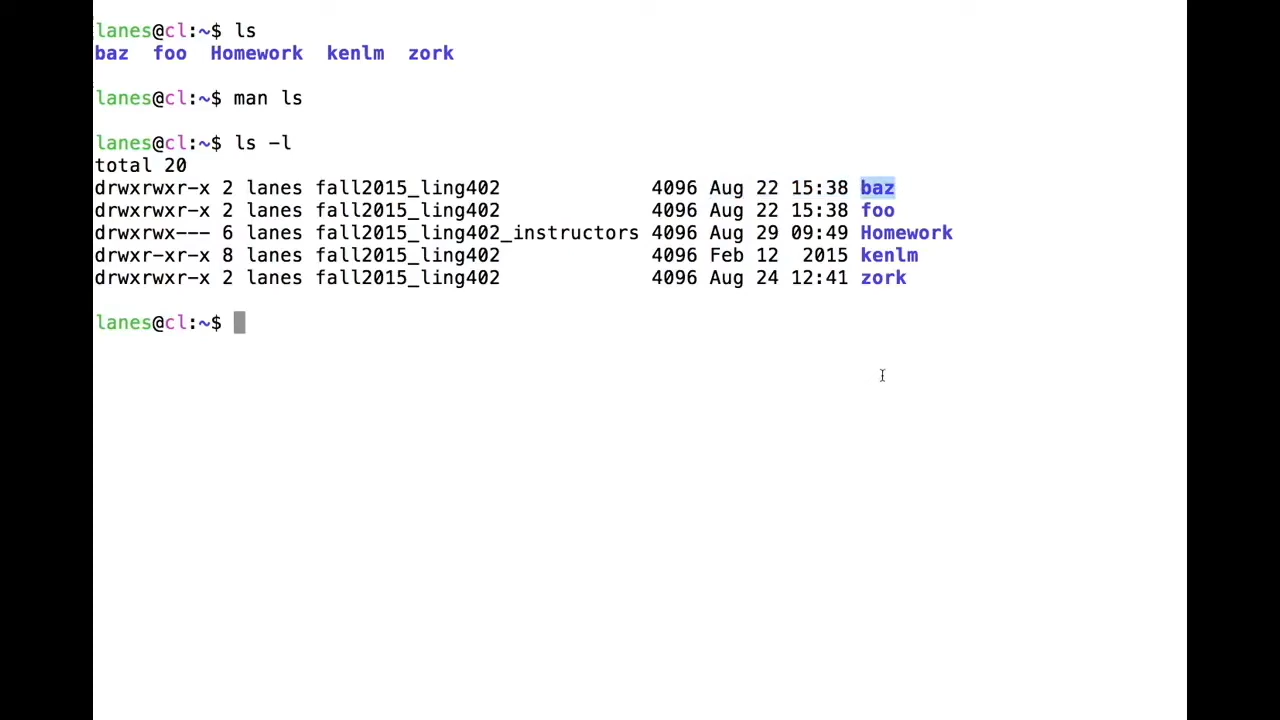 lanes@cl:~$ ls
baz  foo  Homework  kenlm  zork
lanes@cl:~$ man ls
lanes@cl:~$ ls -l
total 20
drwxrwxr-x 2 lanes fall2015_ling402             4096 Aug 22 15:38 baz
drwxrwxr-x 2 lanes fall2015_ling402             4096 Aug 22 15:38 foo
drwxrwx--- 6 lanes fall2015_ling402_instructors 4096 Aug 29 09:49 Homework
drwxr-xr-x 8 lanes fall2015_ling402             4096 Feb 12  2015 kenlm
drwxrwxr-x 2 lanes fall2015_ling402             4096 Aug 24 12:41 zork
lanes@cl:~$